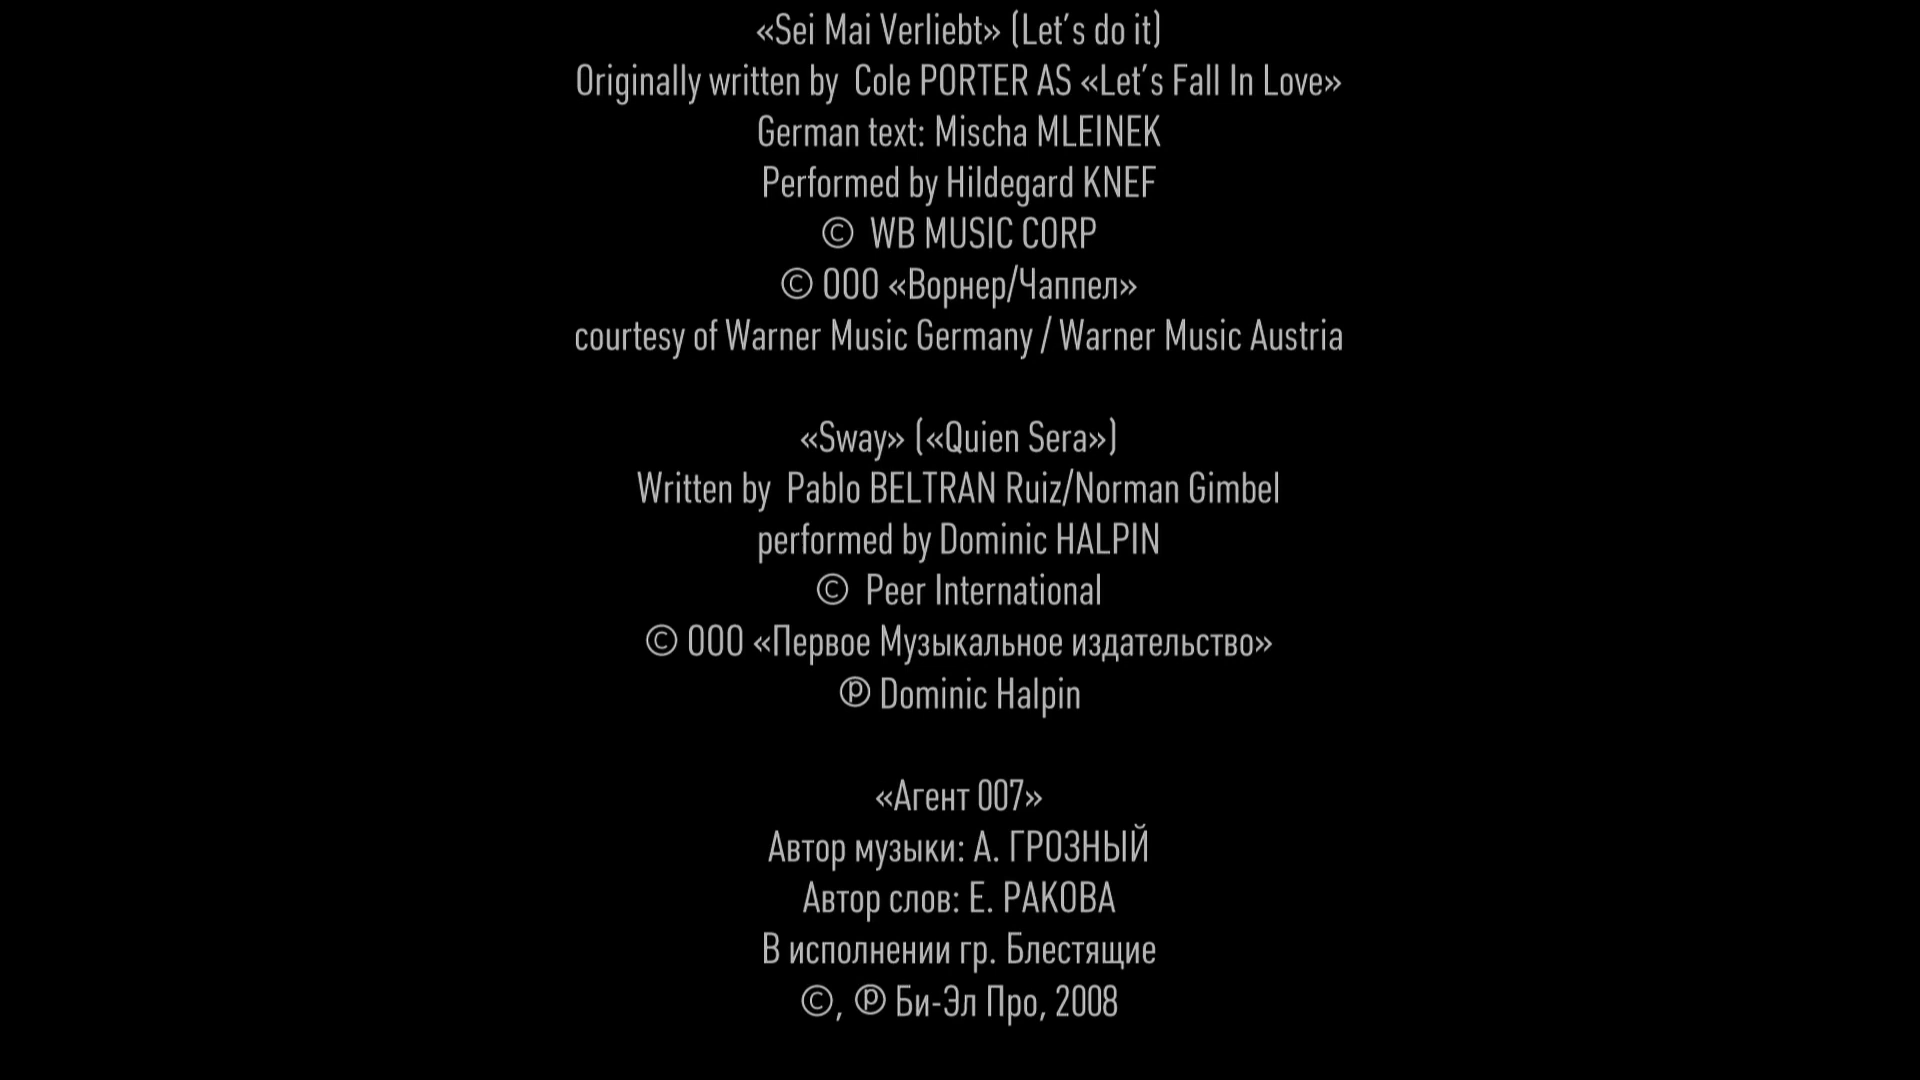 «Sei Mai Verliebt» (Let’s do it)
Originally written by Cole PORTER AS «Let’s Fall In Love»
German text: Mischa MLEINEK
Performed by Hildegard KNEF
© WB MUSIC CORP
© ООО «Ворнер/Чаппел»
courtesy of Warner Music Germany / Warner Music Austria
«Sway» («Quien Sera»)
Written by Pablo BELTRAN Ruiz/Norman Gimbel
performed by Dominic HALPIN
© Peer International
© ООО «Первое Музыкальное издательство»
℗ Dominic Halpin
«Агент 007»
Автор музыки: А. ГРОЗНЫЙ
Автор слов: Е. РАКОВА
В исполнении гр. Блестящие
©, ℗ Би-Эл Про, 2008